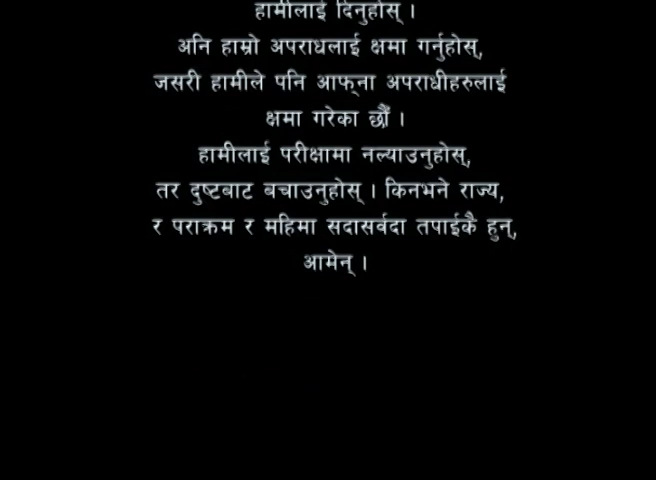 हामीलाई दिनुहोस् ।
अनि हाम्रो अपराधलाई क्षमा गर्नुहोस्,
जसरी हामीले पनि आफ्‌ना अपराधीहरुलाई
क्षमा गरेका छौं ।
हामीलाई परीक्षामा नल्याउनुहोस्,
तर दुष्टबाट बचाउनुहोस् । किनभने राज्य,
र पराक्रम र महिमा सदासर्वदा तपाईकै हुन्,
आमेन् ।